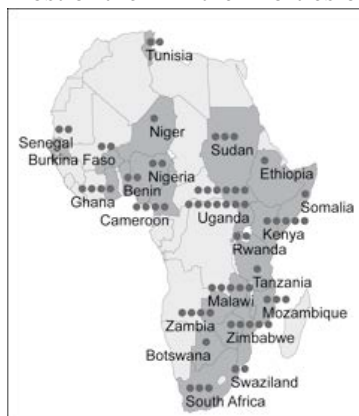 Tunisia
Niger
Sudan
Senegal
Burkina Faso
Nigeria
Ethiopia
Benin
Ghana
Somalia
Cameroon
Uganda
Kenya
Rwanda
Tanzania
Malawi
Mozambique
Zambia
Zimbabwe
Botswana
Swaziland
South Africa